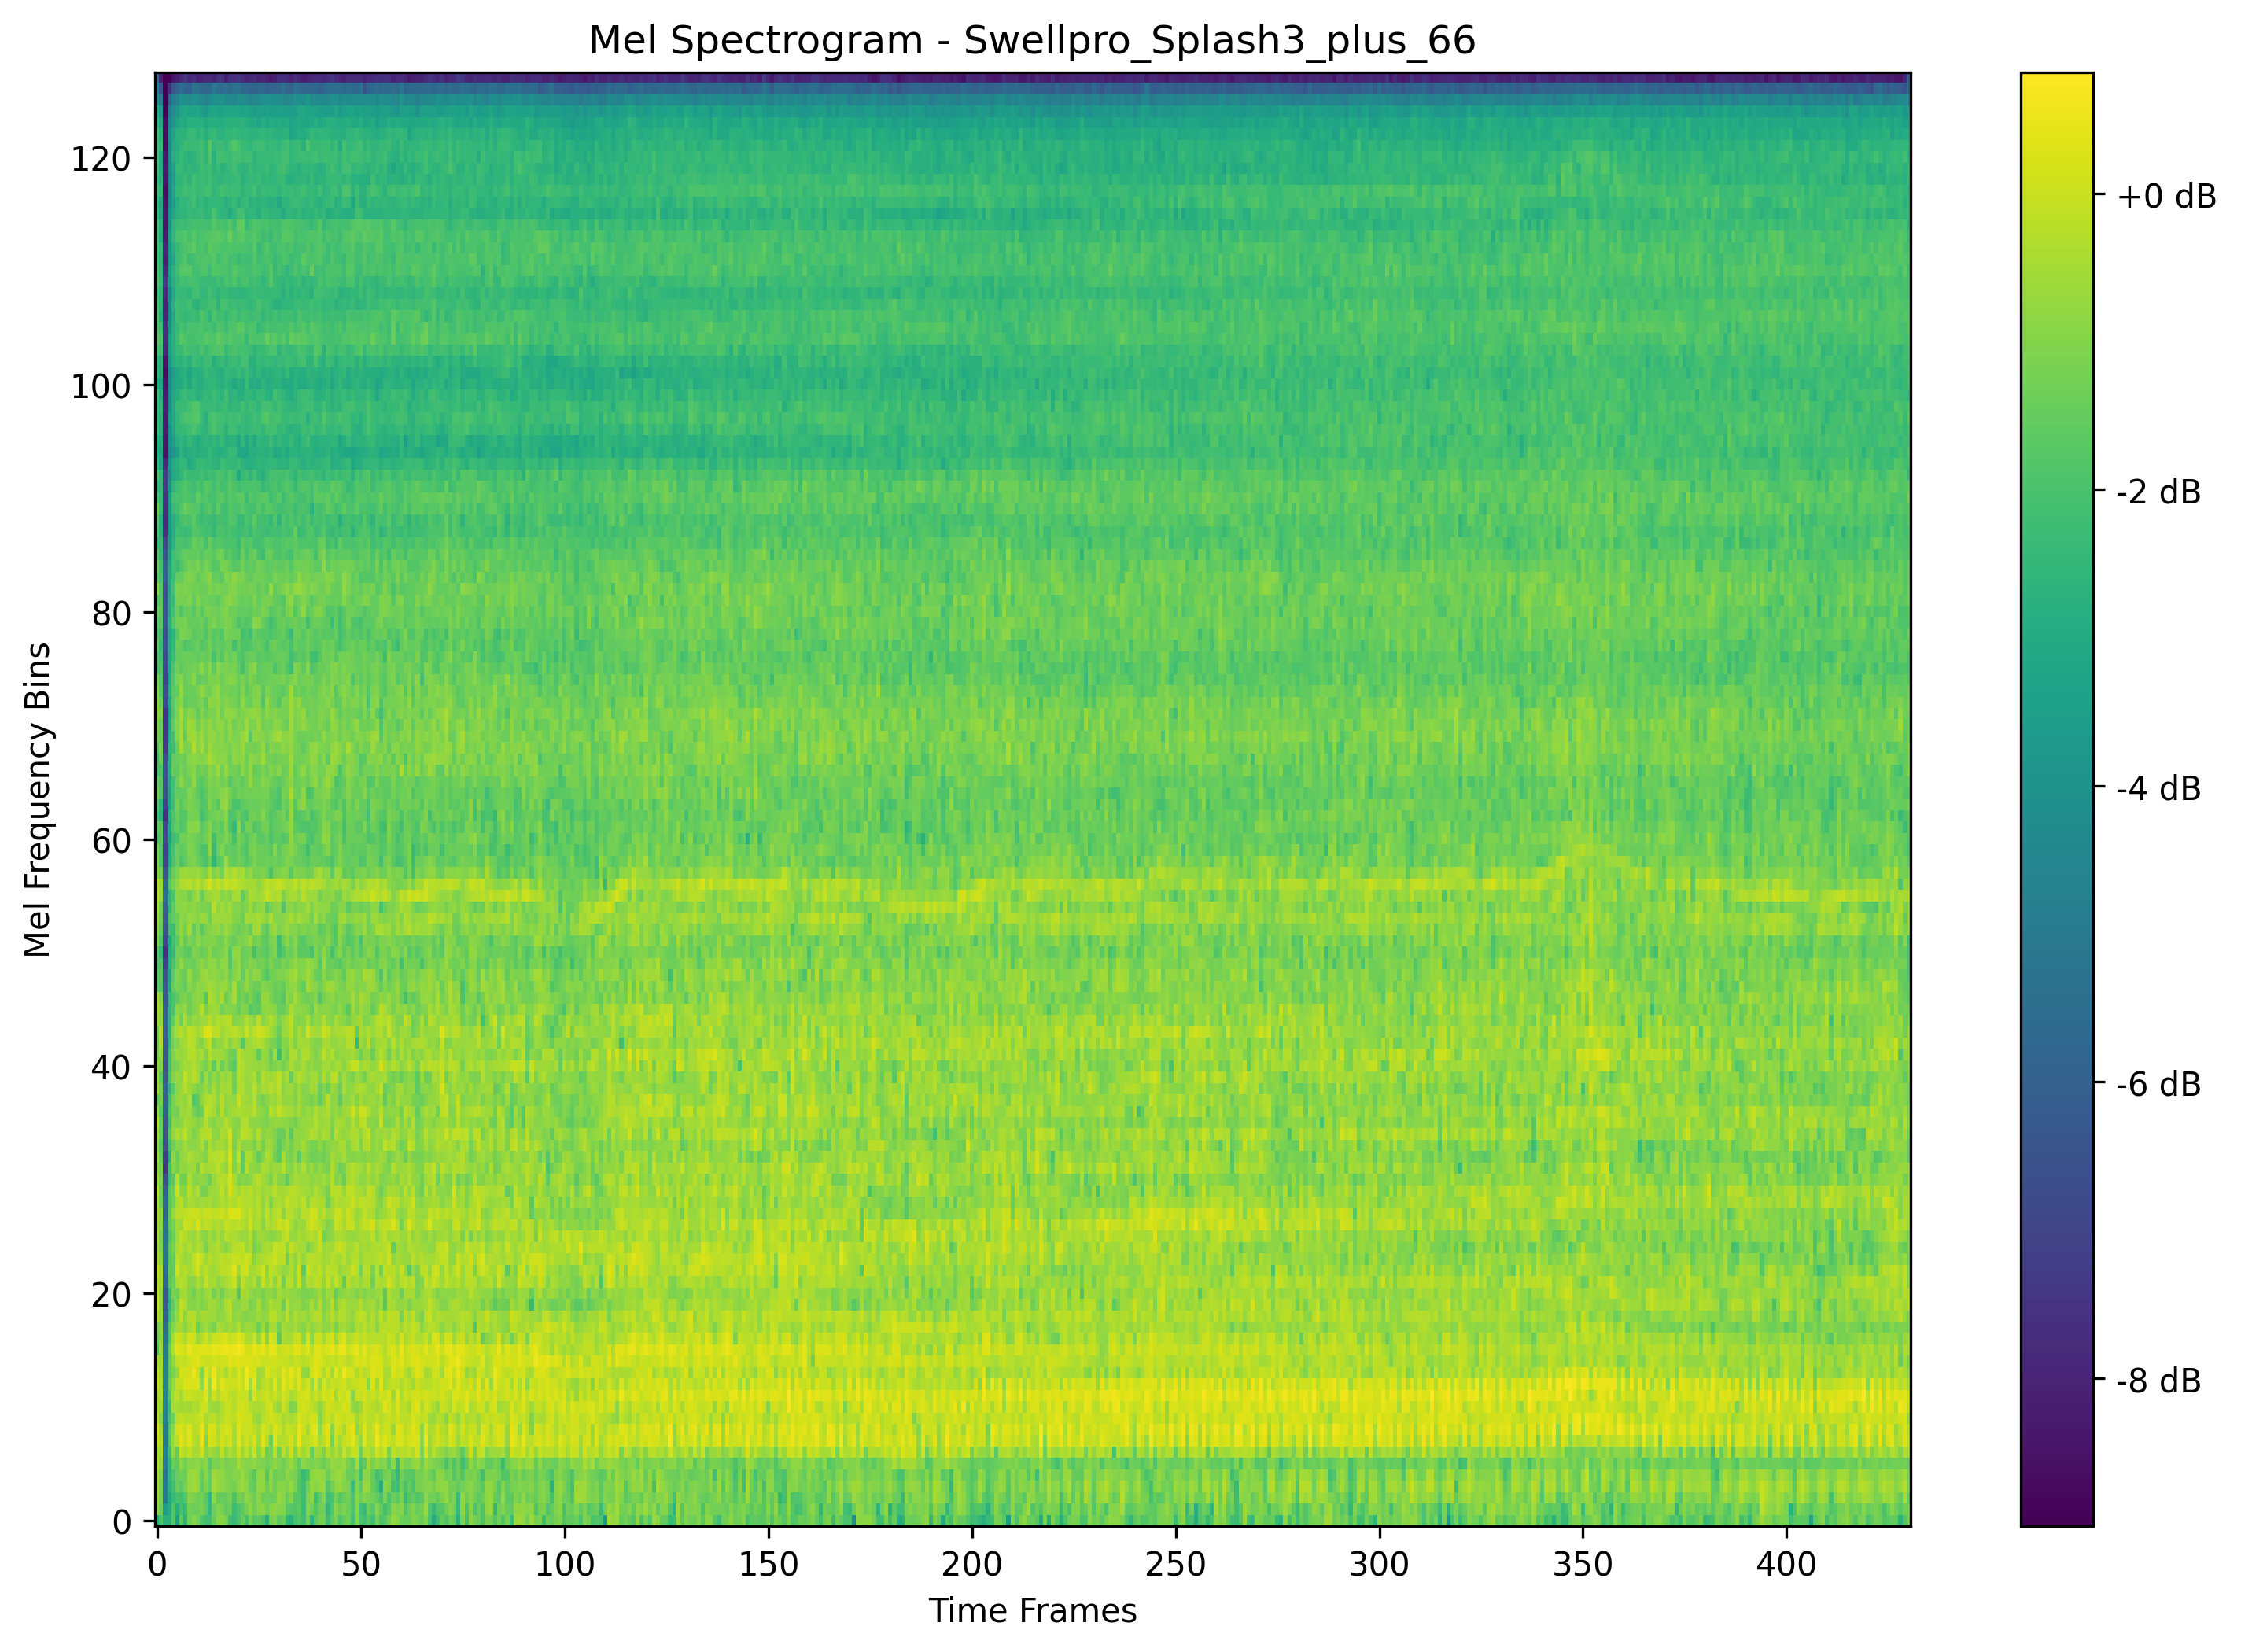 Mel Spectrogram - Swellpro_Splash3_plus_66
Mel Frequency Bins
120
100
80
60
40
20
0
0 50 100 150 200 250 300 350 400
Time Frames
+0 dB
-2 dB
-4 dB
-6 dB
-8 dB